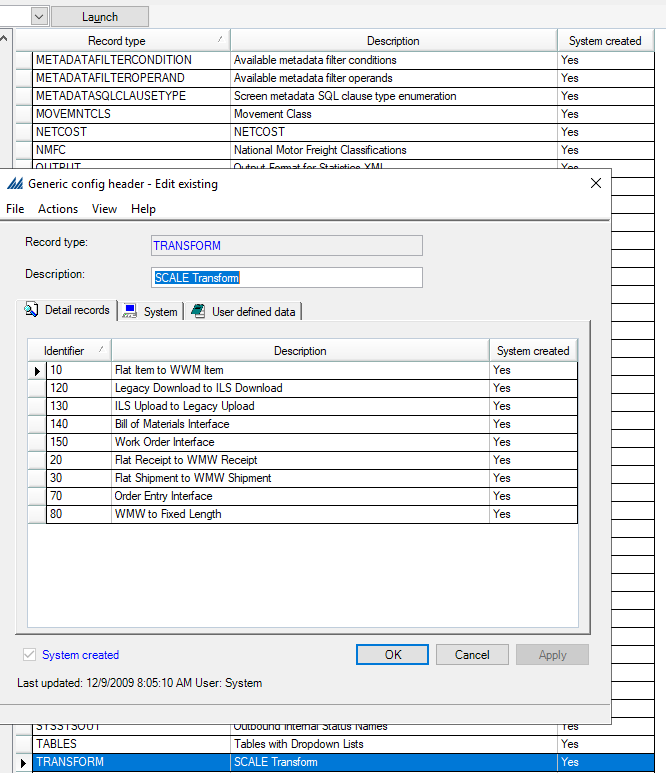 Launch
Record type Description System created
METADATAFILTERCONDITION Available metadata filter conditions Yes
METADATAFILTEROPERAND Available metadata filter operands Yes
METADATASQLCLAUSETYPE Screen metadata SQL clause type enumeration Yes
MOVEMNTCLS Movement Class Yes
NETCOST NETCOST Yes
NMFC National Motor Freight Classifications Yes
OUTPUT Output Format for Statistics XML Yes
Generic config header - Edit existing
File Actions View Help
Record type: TRANSFORM
Description: SCALE Transform
Detail records System User defined data
Identifier Description System created
10 Flat Item to WWM Item Yes
120 Legacy Download to ILS Download Yes
130 ILS Upload to Legacy Upload Yes
140 Bill of Materials Interface Yes
150 Work Order Interface Yes
20 Flat Receipt to WMW Receipt Yes
30 Flat Shipment to WMW Shipment Yes
70 Order Entry Interface Yes
80 WMW to Fixed Length Yes
System created OK Cancel Apply
Last updated: 12/9/2009 8:05:10 AM User: System
SYSSTSOUT Outbound Internal Status Names Yes
TABLES Tables with Dropdown Lists Yes
TRANSFORM SCALE Transform Yes